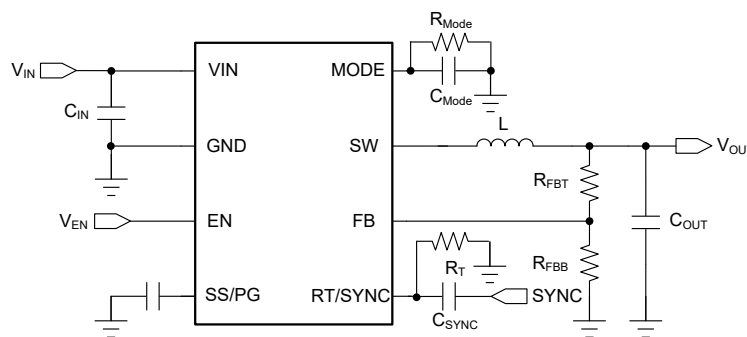 R_Mode
V_IN
VIN
MODE
C_Mode
C_IN
L
GND
SW
V_OU
R_FBT
V_EN
EN
FB
C_OUT
R_T
R_FBB
SS/PG
RT/SYNC
SYNC
C_SYNC